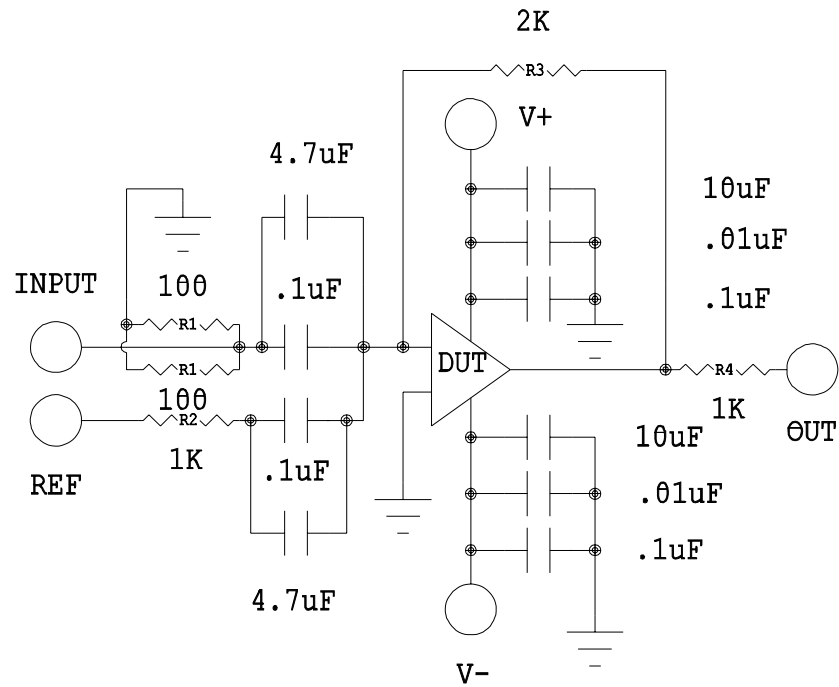 2K
R3
V+
4.7uF
10uF
.01uF
.1uF
INPUT
100
.1uF
R1
R1
100
DUT
R4
1K
OUT
R2
1K
REF
.1uF
4.7uF
10uF
.01uF
.1uF
V-